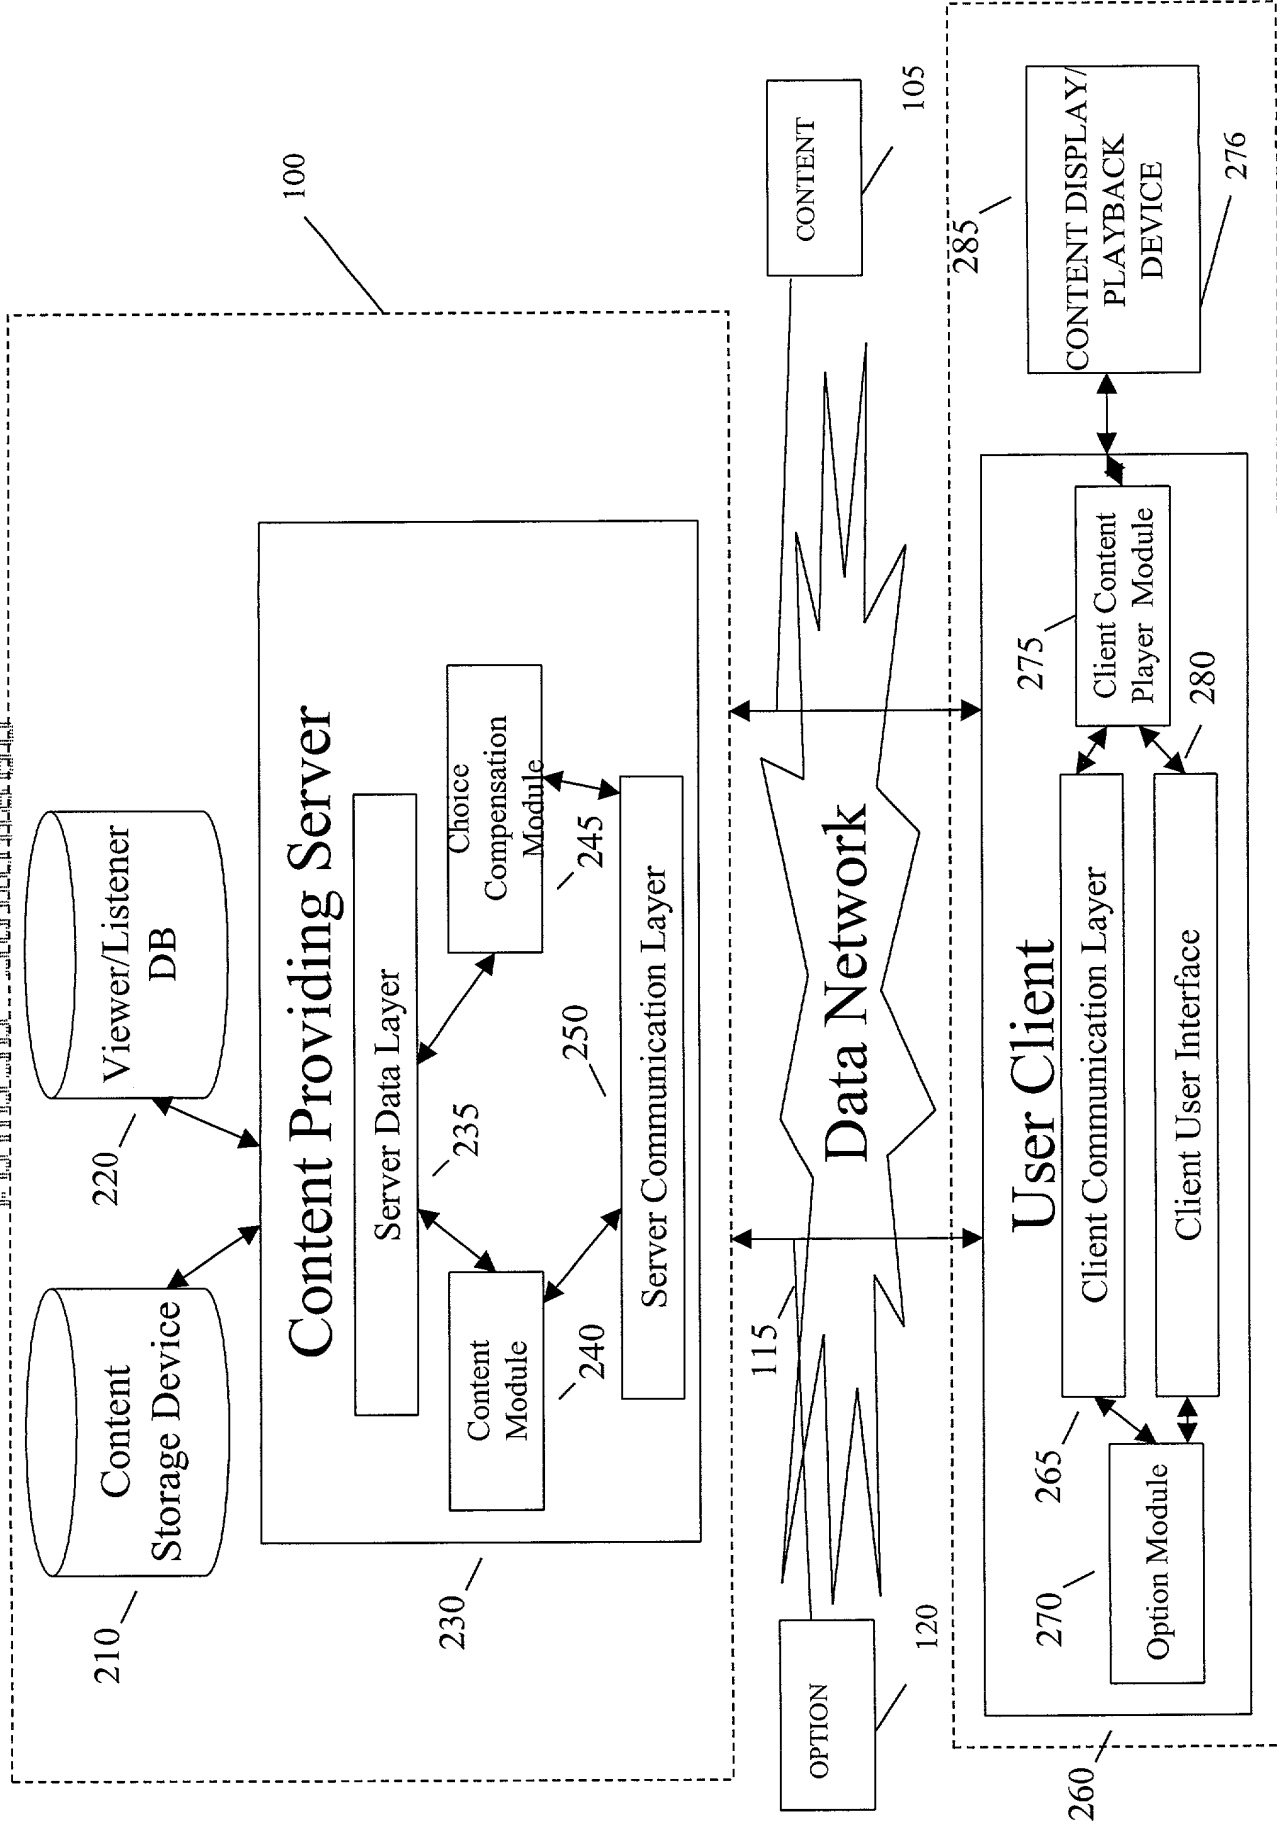 Content
Storage Device
210
Viewer/Listener
DB
220
100
Content Providing Server
230
Server Data Layer
235
Content
Module
240
Choice
Compensation
Module
245
250
Server Communication Layer
OPTION
120
115
Data Network
CONTENT
105
User Client
260
Client Communication Layer
265
Option Module
270
Client User Interface
280
Client Content
Player Module
275
CONTENT DISPLAY/
PLAYBACK
DEVICE
285
276